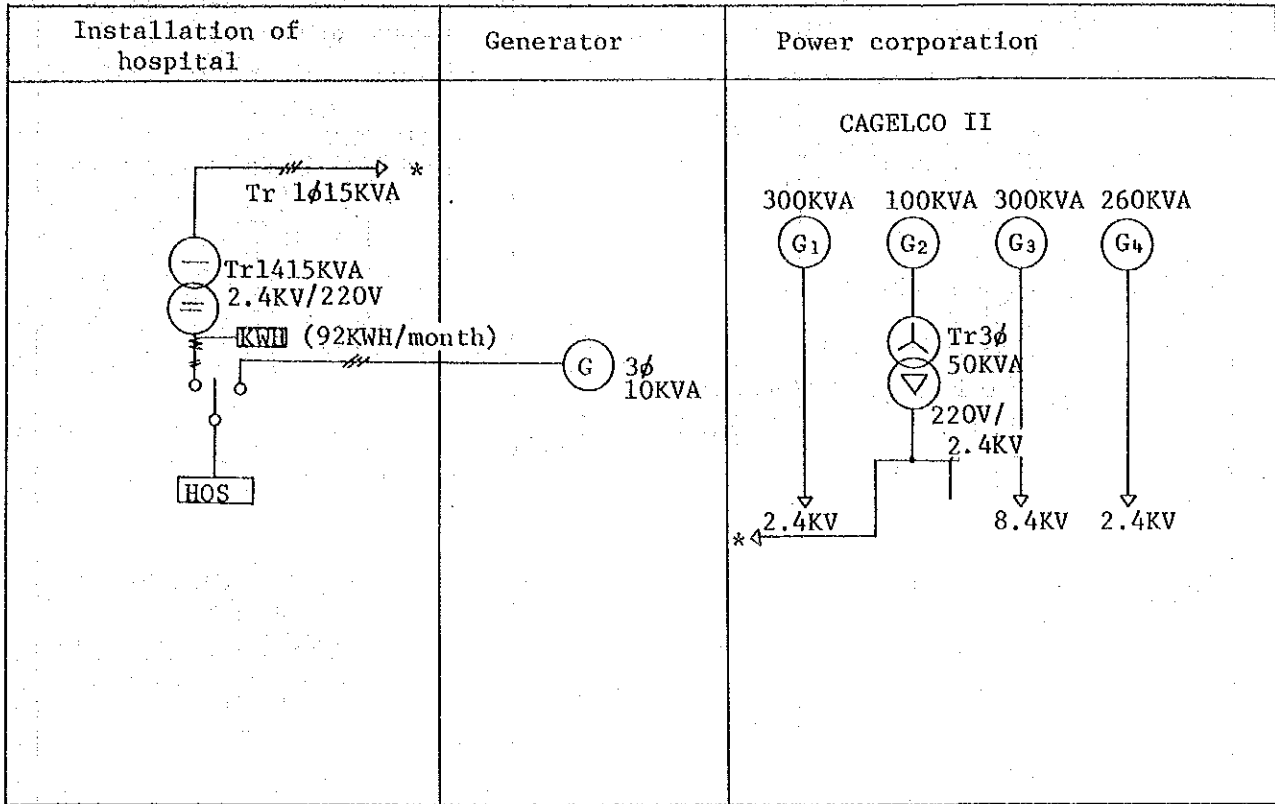 Installation of
hospital
Generator
Power corporation
CAGELCO II
*
Tr 1ϕ15KVA
300KVA 100KVA 300KVA 260KVA
G₁ G₂ G₃ G₄
Tr1415KVA
2.4KV/220V
KWH (92KWH/month)
G 3ϕ
10KVA
Tr3ϕ
50KVA
220V/
2.4KV
HOS
2.4KV 8.4KV 2.4KV
*